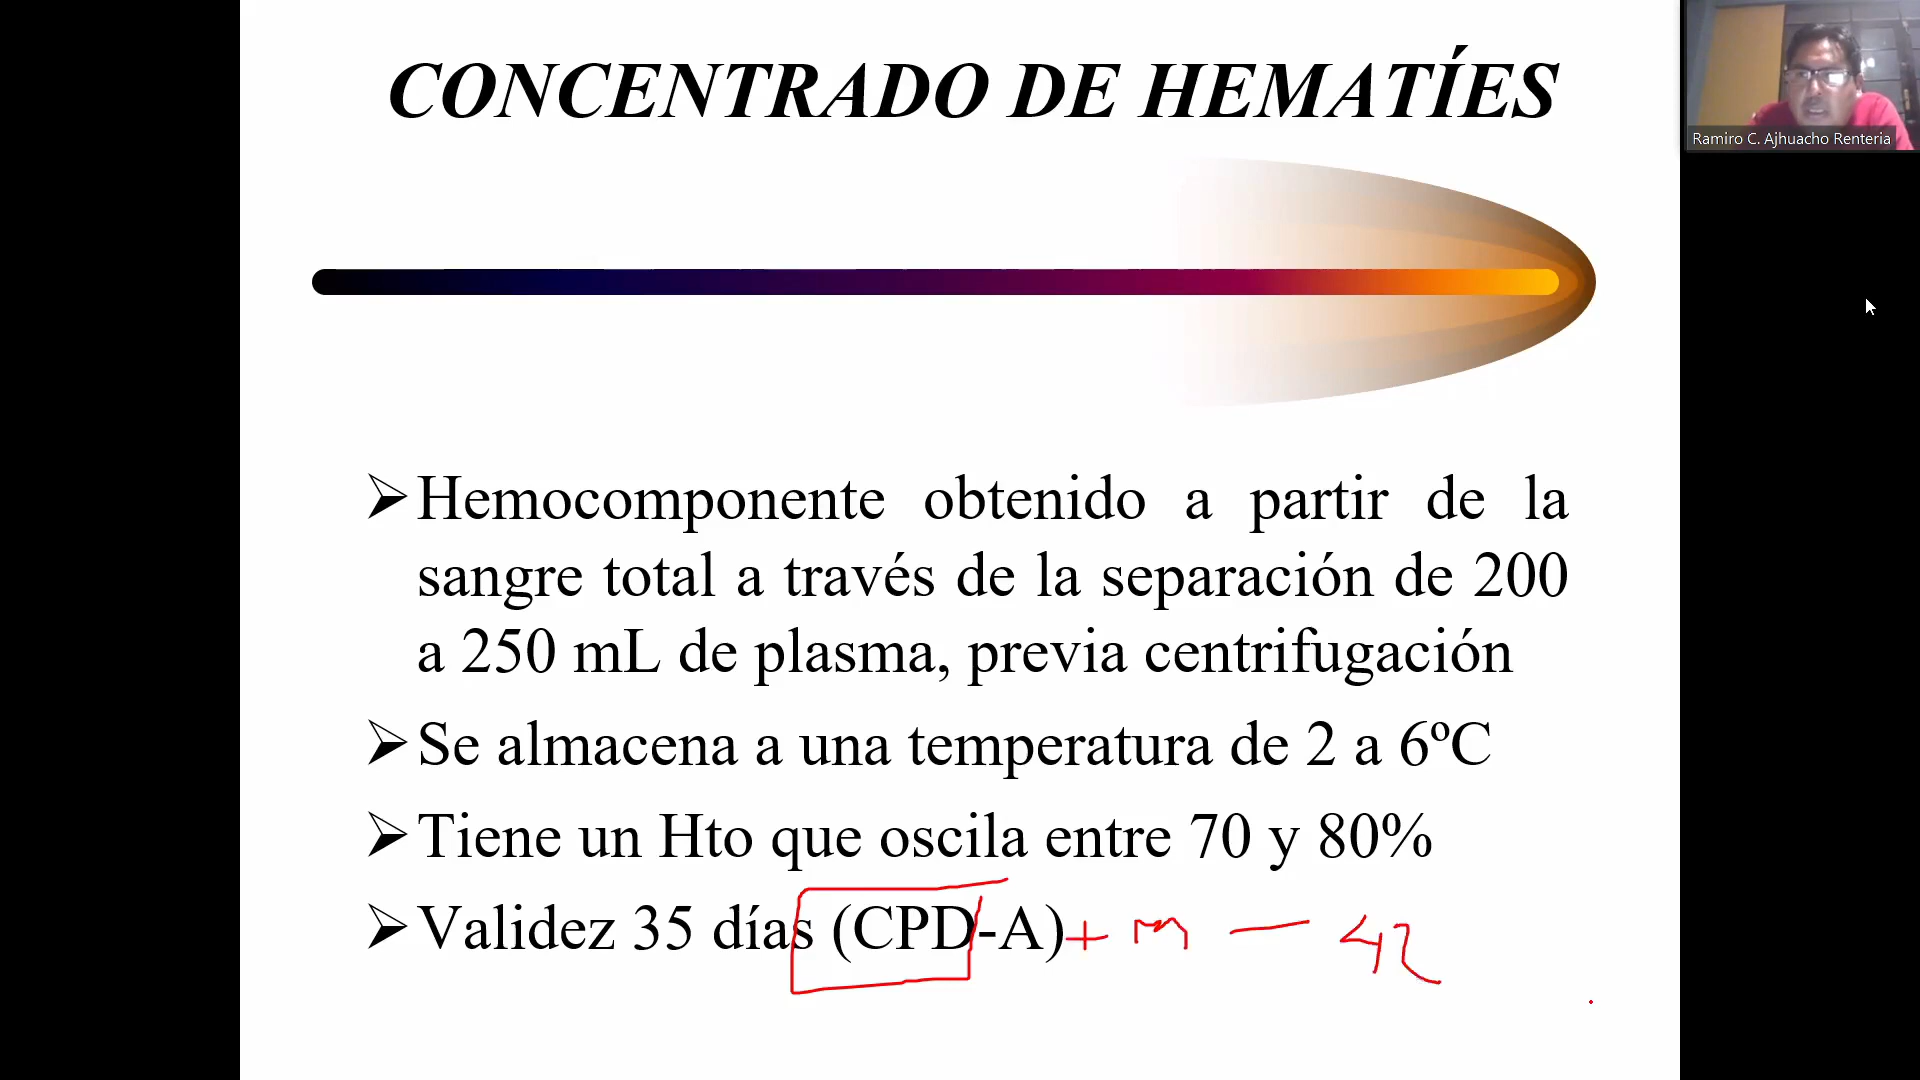 CONCENTRADO DE HEMATÍES
Ramiro C. Ajhuacho Renteria
➢Hemocomponente obtenido a partir de la
sangre total a través de la separación de 200
a 250 mL de plasma, previa centrifugación
➢Se almacena a una temperatura de 2 a 6ºC
➢Tiene un Hto que oscila entre 70 y 80%
➢Validez 35 días (CPD-A)+ m — 42